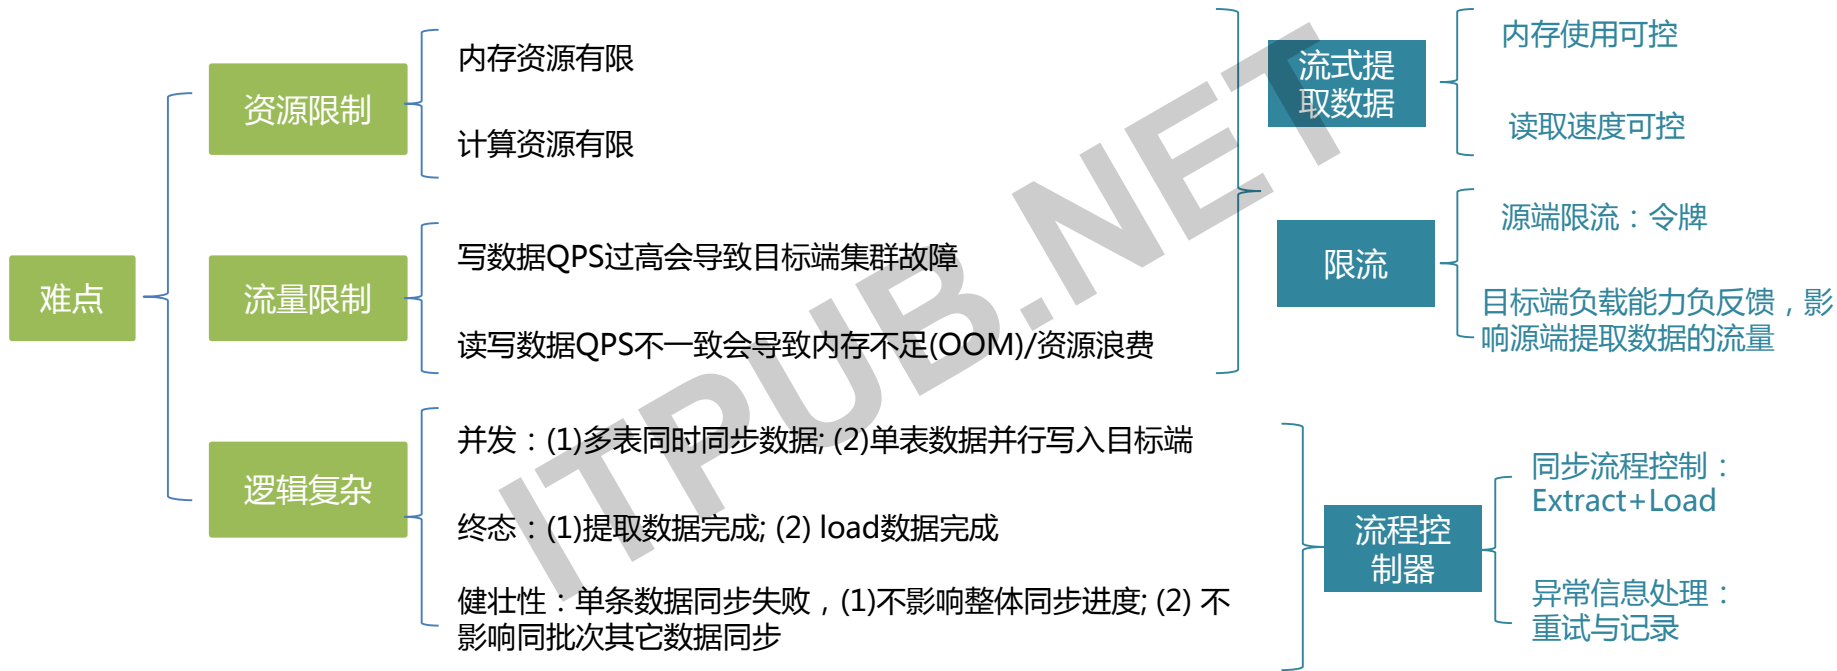 难点
资源限制
内存资源有限
计算资源有限
流量限制
写数据QPS过高会导致目标端集群故障
读写数据QPS不一致会导致内存不足(OOM)/资源浪费
逻辑复杂
并发：(1)多表同时同步数据; (2)单表数据并行写入目标端
终态：(1)提取数据完成; (2) load数据完成
健壮性：单条数据同步失败，(1)不影响整体同步进度; (2) 不
影响同批次其它数据同步
流式提
取数据
内存使用可控
读取速度可控
限流
源端限流：令牌
目标端负载能力负反馈，影
响源端提取数据的流量
流程控
制器
同步流程控制：
Extract+Load
异常信息处理：
重试与记录
ITPUB.NET